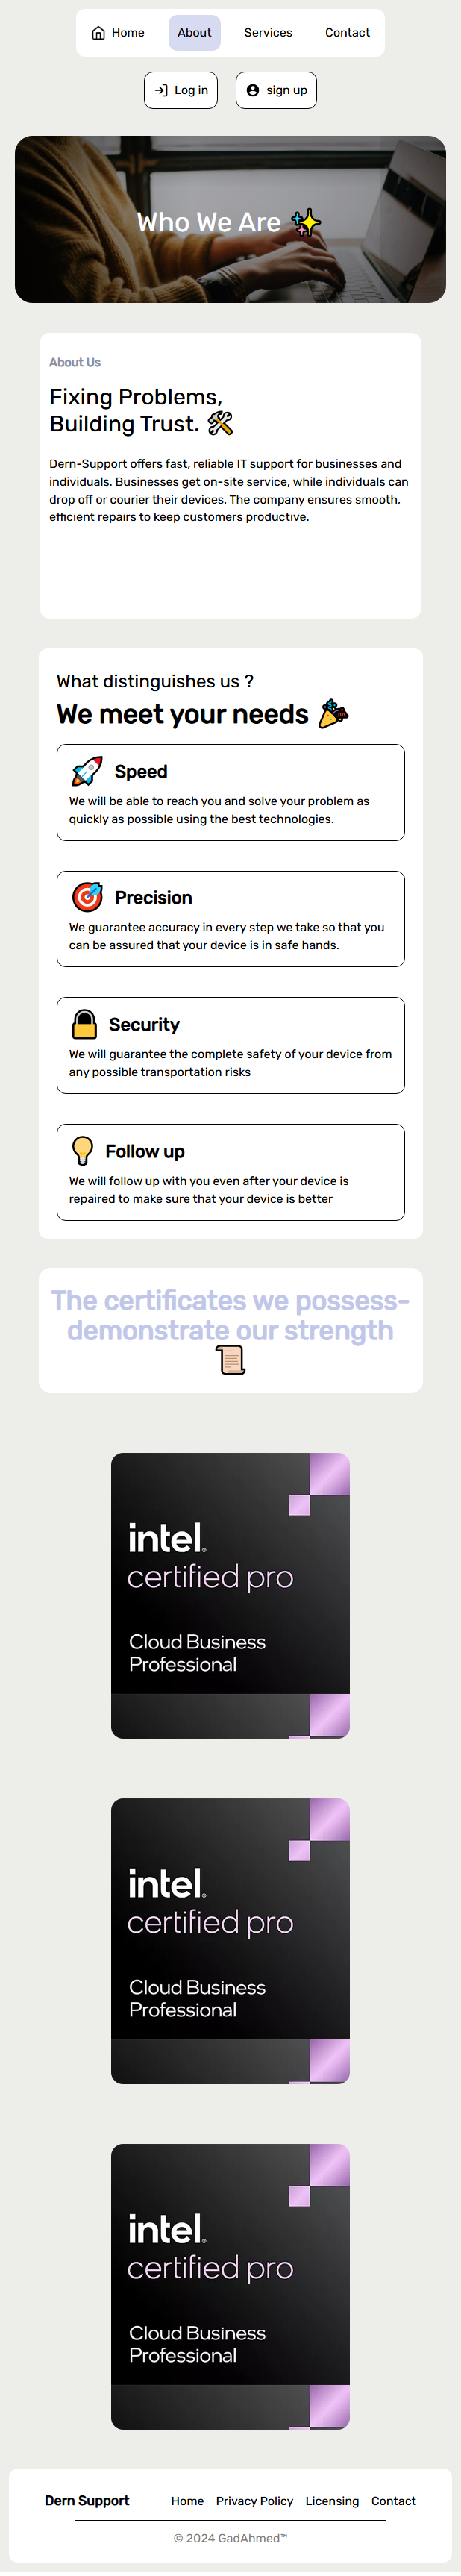 Home About Services Contact
Log in sign up
Who We Are ✨
About Us
Fixing Problems,
Building Trust. 🛠️
Dern-Support offers fast, reliable IT support for businesses and
individuals. Businesses get on-site service, while individuals can
drop off or courier their devices. The company ensures smooth,
efficient repairs to keep customers productive.
What distinguishes us ?
We meet your needs 🎉
🚀 Speed
We will be able to reach you and solve your problem as
quickly as possible using the best technologies.
🎯 Precision
We guarantee accuracy in every step we take so that you
can be assured that your device is in safe hands.
🔒 Security
We will guarantee the complete safety of your device from
any possible transportation risks
💡 Follow up
We will follow up with you even after your device is
repaired to make sure that your device is better
The certificates we possess-
demonstrate our strength
📜
intel®
certified pro
Cloud Business
Professional
intel®
certified pro
Cloud Business
Professional
intel®
certified pro
Cloud Business
Professional
Dern Support Home Privacy Policy Licensing Contact
© 2024 GadAhmed™